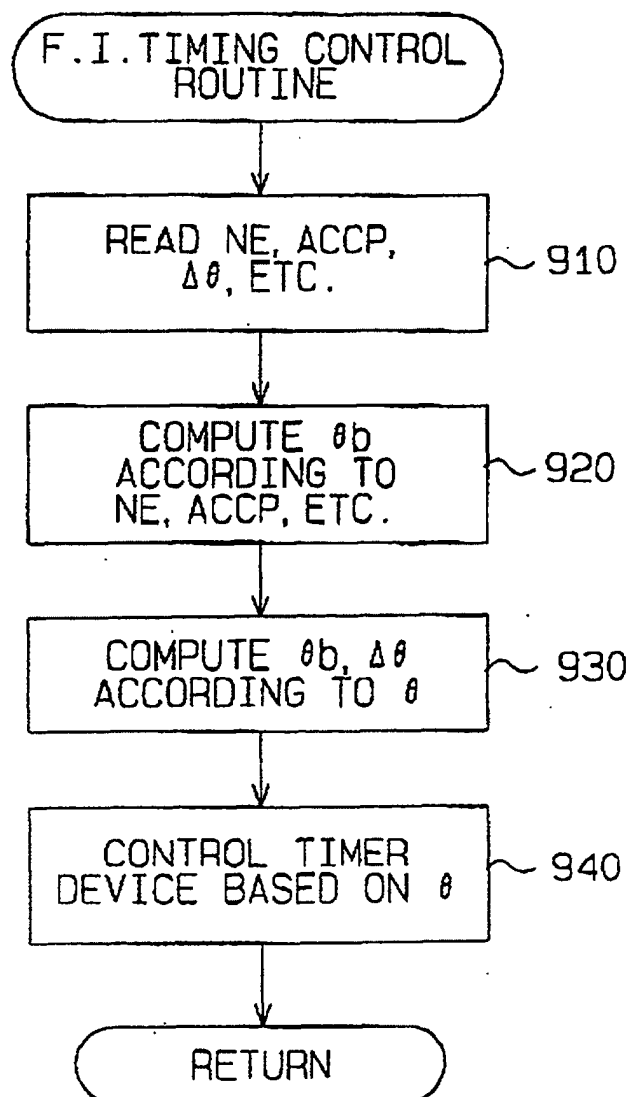 F.I.TIMING CONTROL
ROUTINE
READ NE, ACCP,
Δθ, ETC.
910
COMPUTE θb
ACCORDING TO
NE, ACCP, ETC.
920
COMPUTE θb, Δθ
ACCORDING TO θ
930
CONTROL TIMER
DEVICE BASED ON θ
940
RETURN